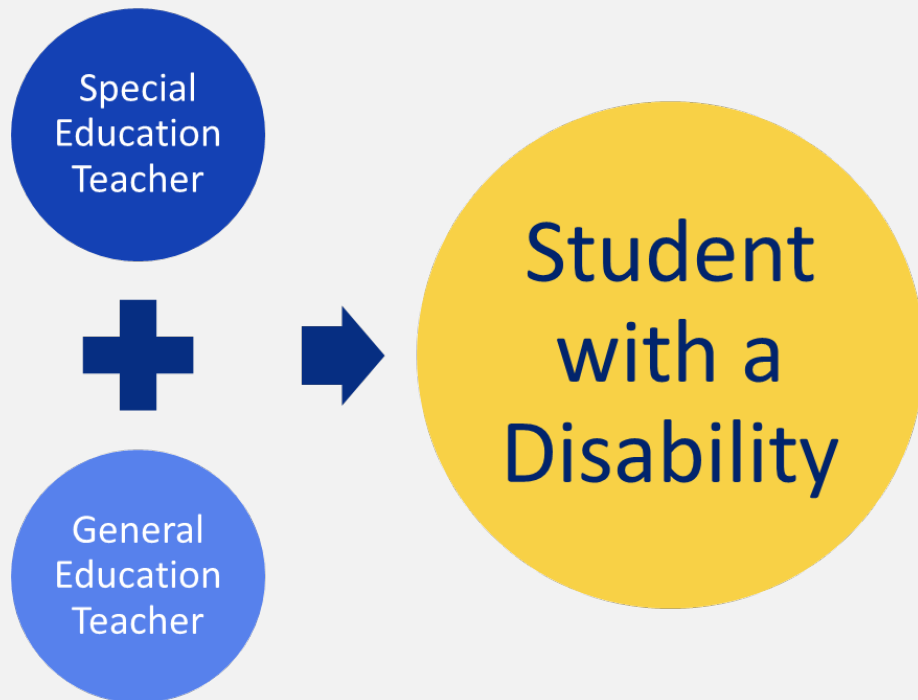 Special
Education
Teacher
General
Education
Teacher
Student
with a
Disability